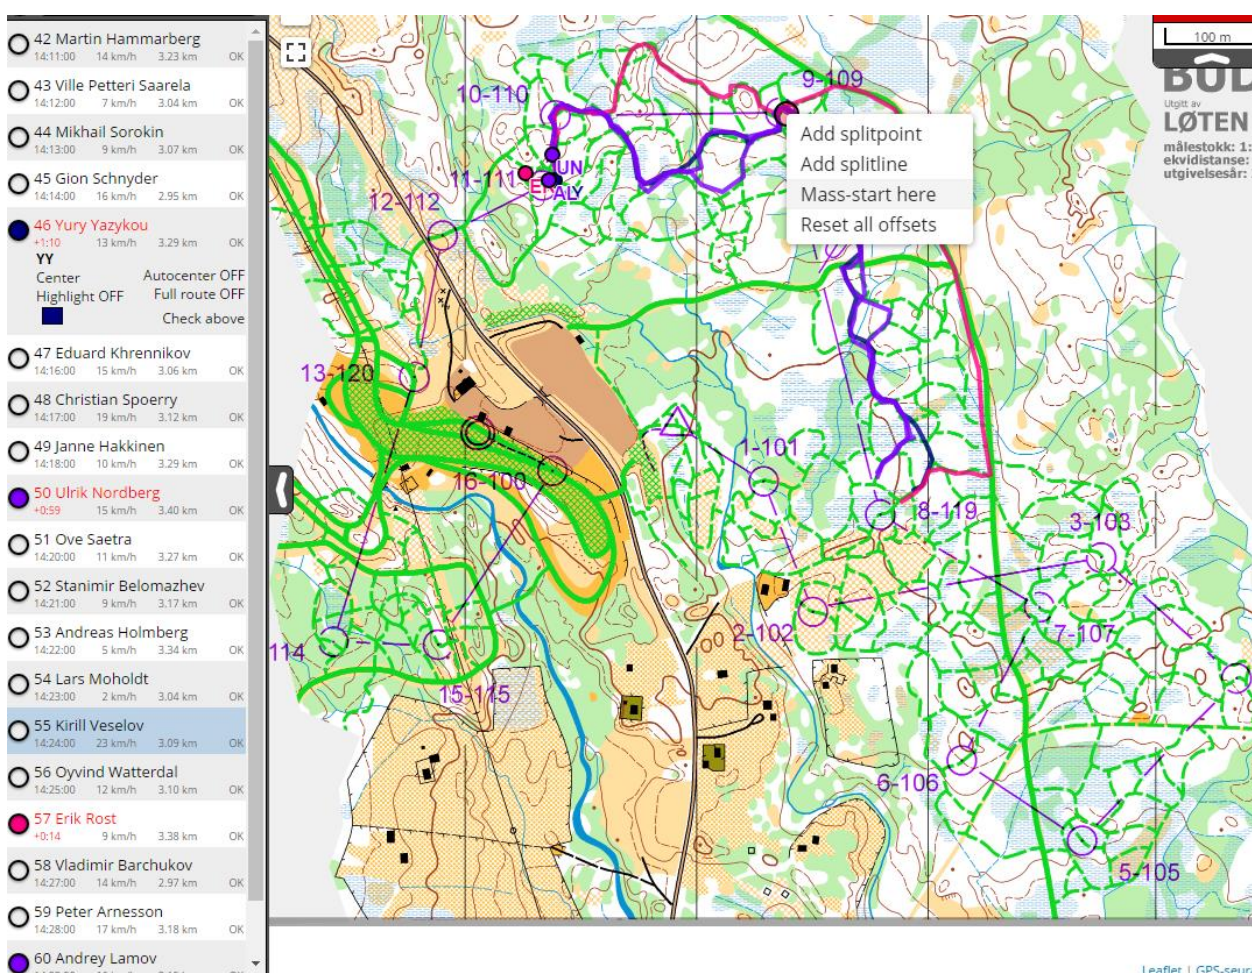 42 Martin Hammarberg
14:11:00 14 km/h 3.23 km OK
43 Ville Petteri Saarela
14:12:00 7 km/h 3.04 km OK
44 Mikhail Sorokin
14:13:00 9 km/h 3.07 km OK
45 Gion Schnyder
14:14:00 16 km/h 2.95 km OK
46 Yury Yazykou
+1:10 13 km/h 3.29 km OK
YY
Center Autocenter OFF
Highlight OFF Full route OFF
Check above
47 Eduard Khrennikov
14:16:00 15 km/h 3.06 km OK
48 Christian Spoerry
14:17:00 19 km/h 3.12 km OK
49 Janne Hakkinen
14:18:00 10 km/h 3.29 km OK
50 Ulrik Nordberg
+0:59 15 km/h 3.40 km OK
51 Ove Saetra
14:20:00 11 km/h 3.27 km OK
52 Stanimir Belomazhev
14:21:00 9 km/h 3.17 km OK
53 Andreas Holmberg
14:22:00 5 km/h 3.34 km OK
54 Lars Moholdt
14:23:00 2 km/h 3.04 km OK
55 Kirill Veselov
14:24:00 23 km/h 3.09 km OK
56 Oyvind Watterdal
14:25:00 12 km/h 3.10 km OK
57 Erik Rost
+0:14 9 km/h 3.38 km OK
58 Vladimir Barchukov
14:27:00 14 km/h 2.97 km OK
59 Peter Arnesson
14:28:00 17 km/h 3.18 km OK
60 Andrey Lamov
100 m
BUD
Utgitt av
LØTEN
målestokk: 1:
ekvidistanse:
utgivelsesår:
9-109
10-110
Add splitpoint
Add splitline
Mass-start here
Reset all offsets
UN
11-111
ALY
12-112
13-120
1-101
16-100
8-119
3-103
2-102
7-107
114
15-115
6-106
5-105
Leaflet | GPS-seur